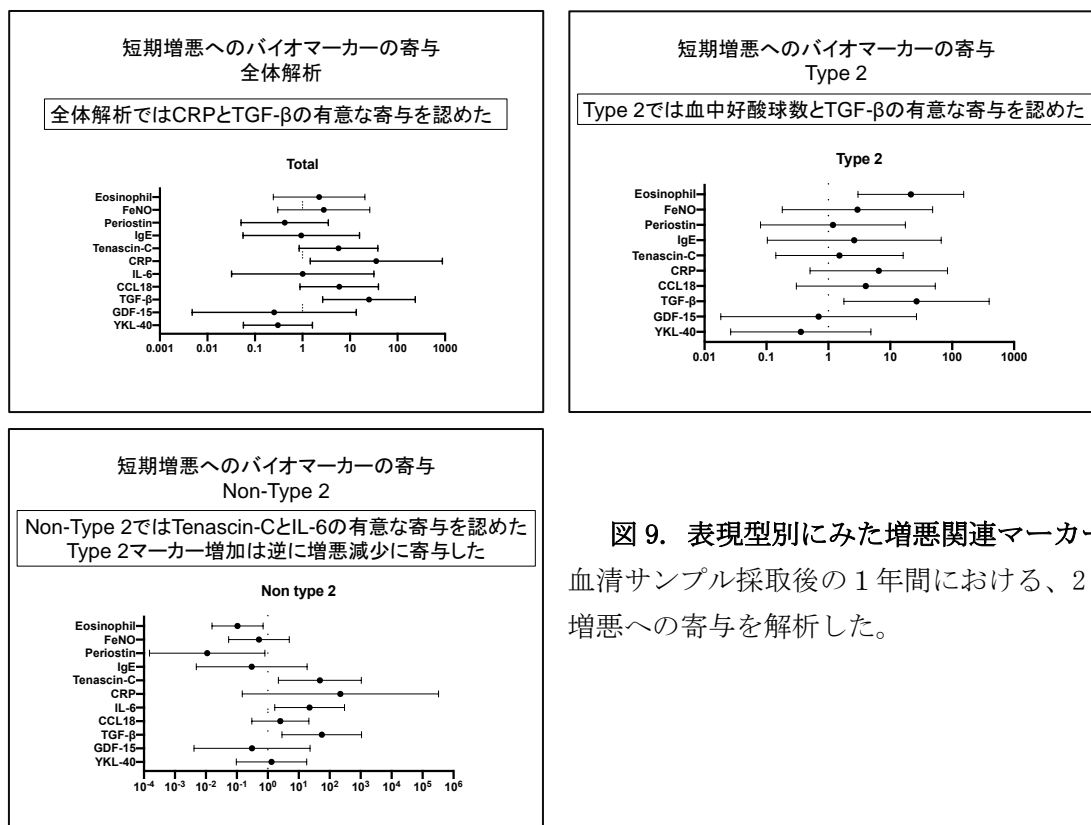 短期増悪へのバイオマーカーの寄与
全体解析
全体解析ではCRPとTGF-βの有意な寄与を認めた
Total
Eosinophil
FeNO
Periostin
IgE
Tenascin-C
CRP
IL-6
CCL18
TGF-β
GDF-15
YKL-40
0.001 0.01 0.1 1 10 100 1000
短期増悪へのバイオマーカーの寄与
Type 2
Type 2では血中好酸球数とTGF-βの有意な寄与を認めた
Type 2
Eosinophil
FeNO
Periostin
IgE
Tenascin-C
CRP
CCL18
TGF-β
GDF-15
YKL-40
0.01 0.1 1 10 100 1000
短期増悪へのバイオマーカーの寄与
Non-Type 2
Non-Type 2ではTenascin-CとIL-6の有意な寄与を認めた
Type 2マーカー増加は逆に増悪減少に寄与した
Non type 2
Eosinophil
FeNO
Periostin
IgE
Tenascin-C
CRP
IL-6
CCL18
TGF-β
GDF-15
YKL-40
10-4 10-3 10-2 10-1 100 101 102 103 104 105 106
図 9. 表現型別にみた増悪関連マーカー
血清サンプル採取後の1年間における、2
増悪への寄与を解析した。